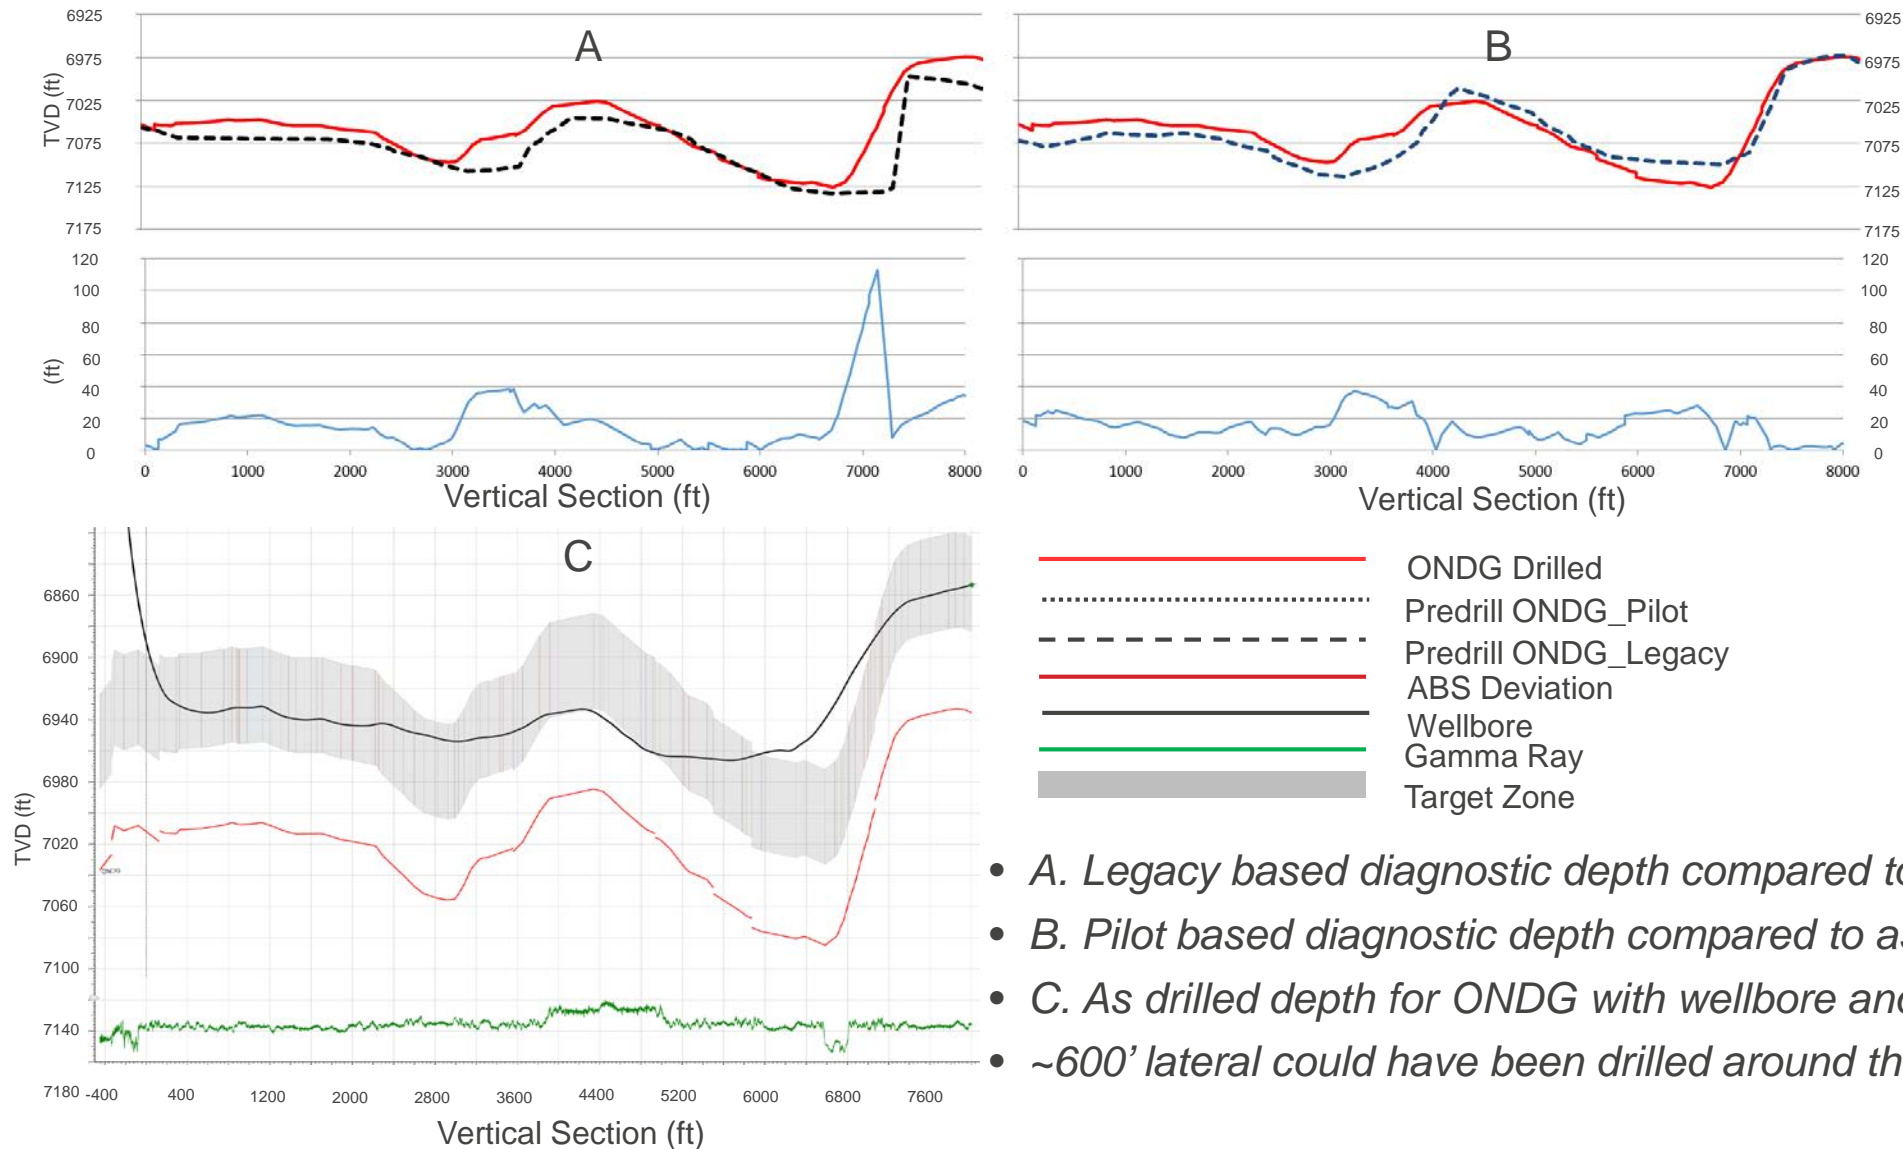 A
6925
6975
7025
7075
7125
7175
TVD (ft)
120
100
80
60
40
20
0
(ft)
0 1000 2000 3000 4000 5000 6000 7000 8000
Vertical Section (ft)
B
6925
6975
7025
7075
7125
7175
120
100
80
60
40
20
0
0 1000 2000 3000 4000 5000 6000 7000 8000
Vertical Section (ft)
C
6860
6900
6940
6980
7020
7060
7100
7140
7180
TVD (ft)
-400 400 1200 2000 2800 3600 4400 5200 6000 6800 7600
Vertical Section (ft)
ONDG Drilled
Predrill ONDG_Pilot
Predrill ONDG_Legacy
ABS Deviation
Wellbore
Gamma Ray
Target Zone
• A. Legacy based diagnostic depth compared to
• B. Pilot based diagnostic depth compared to as
• C. As drilled depth for ONDG with wellbore and
• ~600’ lateral could have been drilled around th